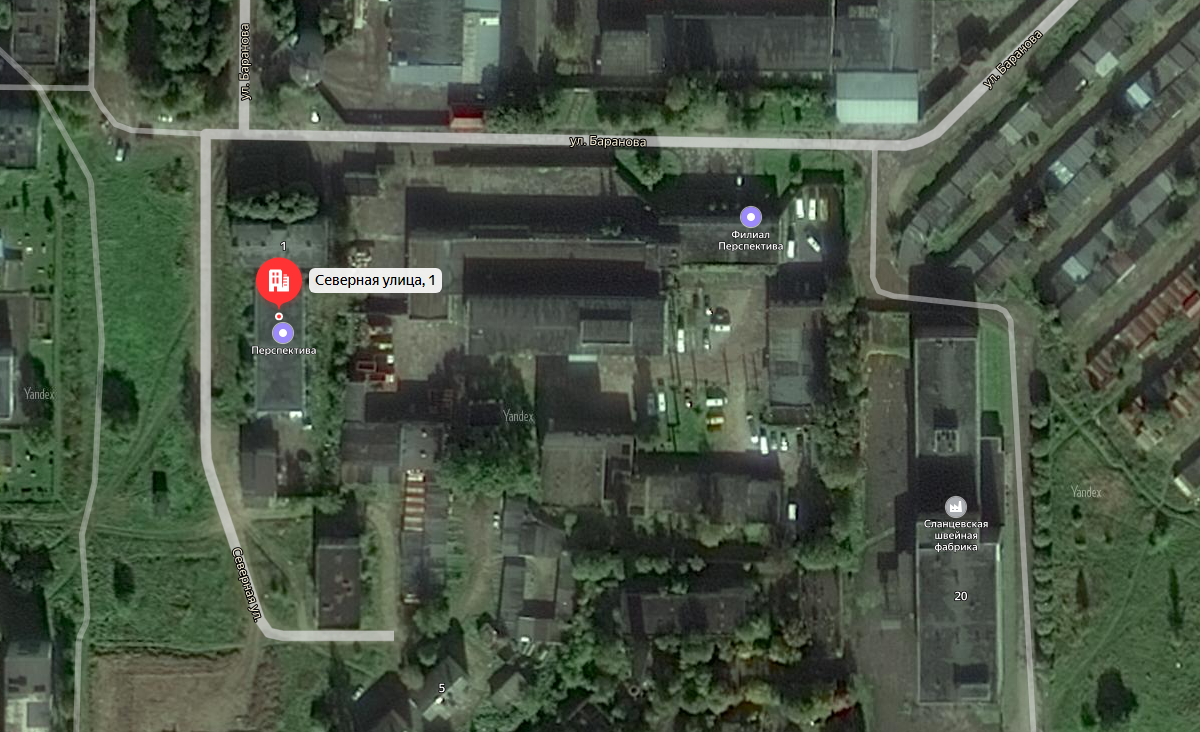 ул. Баранова
ул. Баранова
ул. Баранова
Филиал
Перспектива
1
Северная улица, 1
Перспектива
Yandex
Yandex
Yandex
Сланцевская
швейная
фабрика
Северная ул.
20
5